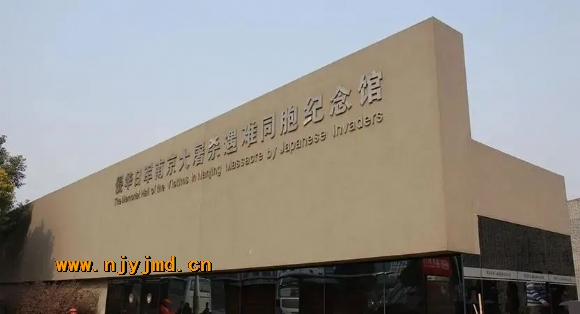 侵华日军南京大屠杀遇难同胞纪念馆
The Memorial Hall of the Victims in Nanjing Massacre by Japanese Invaders
www.njyjmd.cn